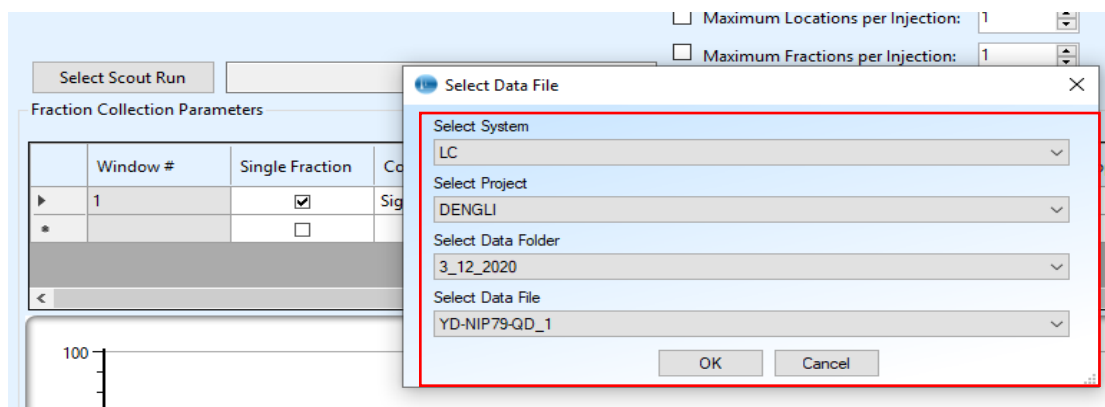 Maximum Locations per Injection: 1
Maximum Fractions per Injection: 1
Select Scout Run
Select Data File
Fraction Collection Parameters
Select System
LC
Window # Single Fraction Co
Select Project
DENGLI
1 Sig
Select Data Folder
3_12_2020
Select Data File
YD-NIP79-QD_1
OK Cancel
100